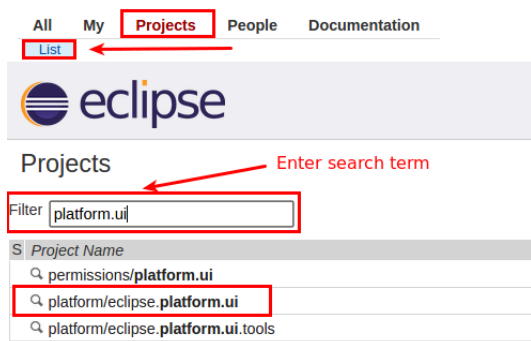 All My Projects People Documentation
List
eclipse
Projects
Enter search term
Filter platform.ui
S Project Name
permissions/platform.ui
platform/eclipse.platform.ui
platform/eclipse.platform.ui.tools